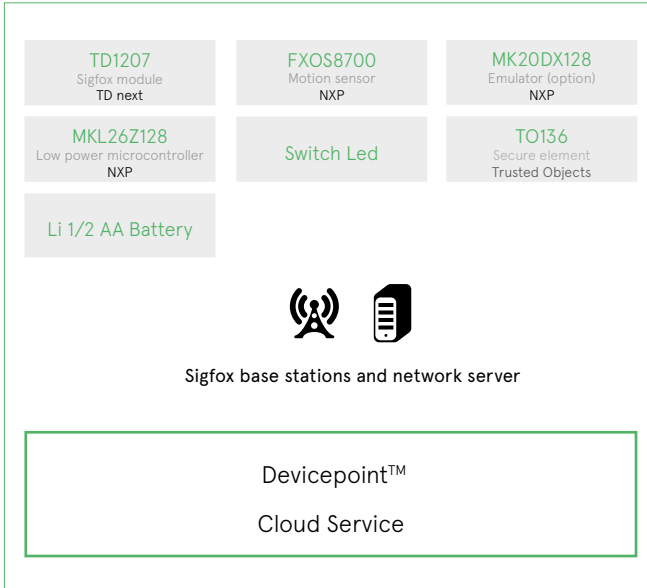 TD1207
Sigfox module
TD next
FXOS8700
Motion sensor
NXP
MK20DX128
Emulator (option)
NXP
MKL26Z128
Low power microcontroller
NXP
Switch Led
TO136
Secure element
Trusted Objects
Li 1/2 AA Battery
Sigfox base stations and network server
Devicepoint™
Cloud Service